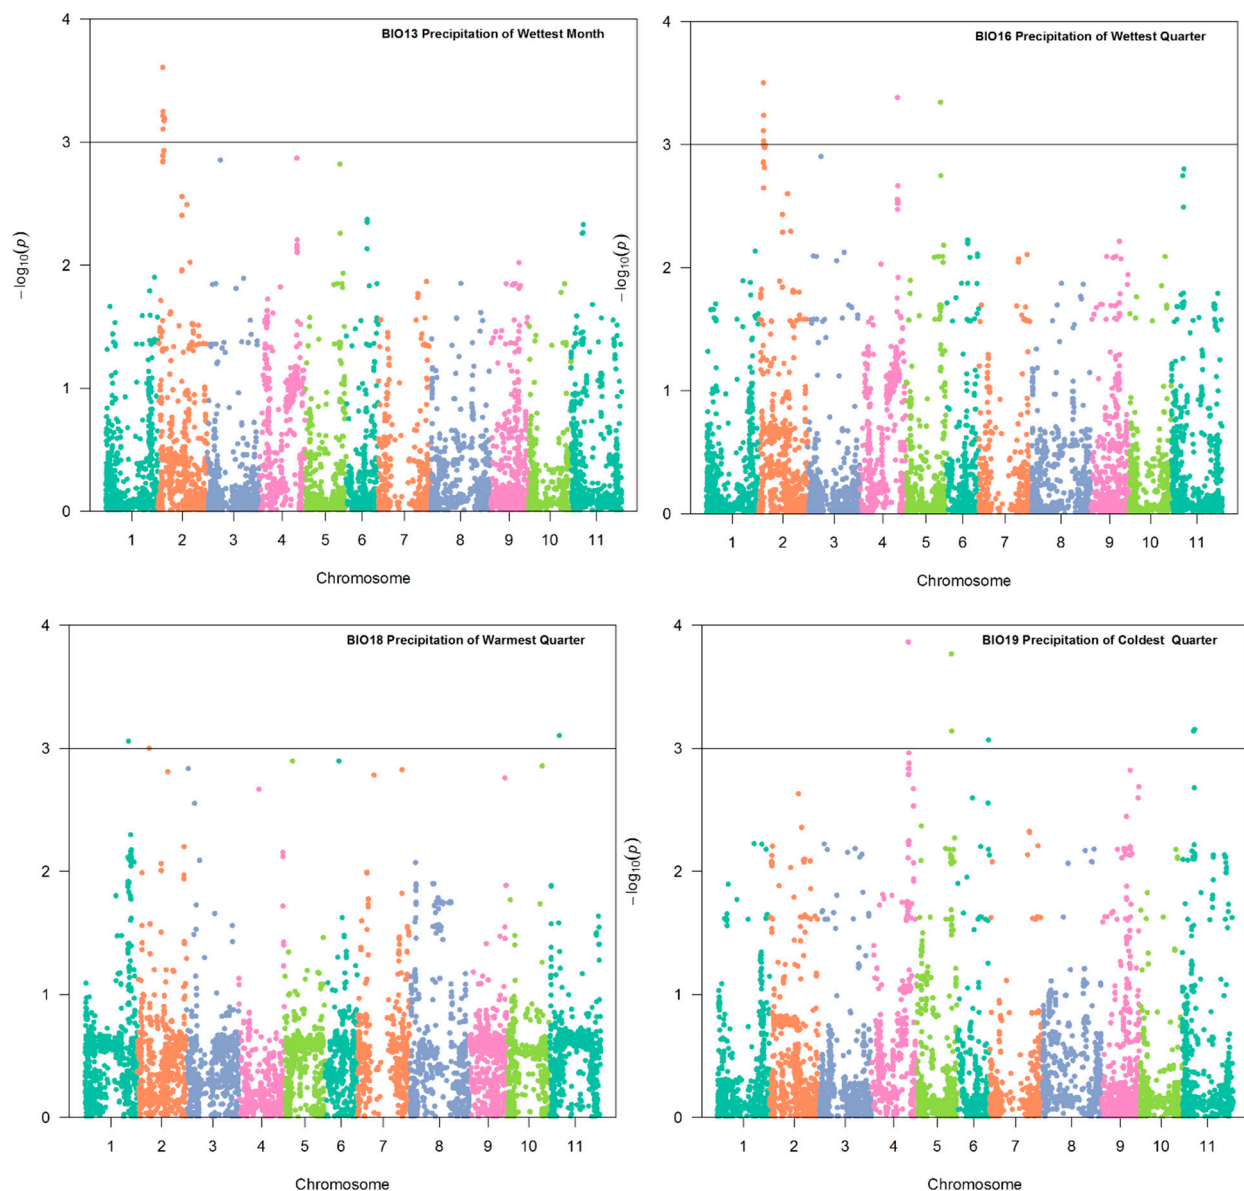 BIO13 Precipitation of Wettest Month
4
3
2
1
0
−log10(p)
1 2 3 4 5 6 7 8 9 10 11
Chromosome
BIO16 Precipitation of Wettest Quarter
4
3
2
1
0
−log10(p)
1 2 3 4 5 6 7 8 9 10 11
Chromosome
BIO18 Precipitation of Warmest Quarter
4
3
2
1
0
1 2 3 4 5 6 7 8 9 10 11
Chromosome
BIO19 Precipitation of Coldest Quarter
4
3
2
1
0
−log10(p)
1 2 3 4 5 6 7 8 9 10 11
Chromosome